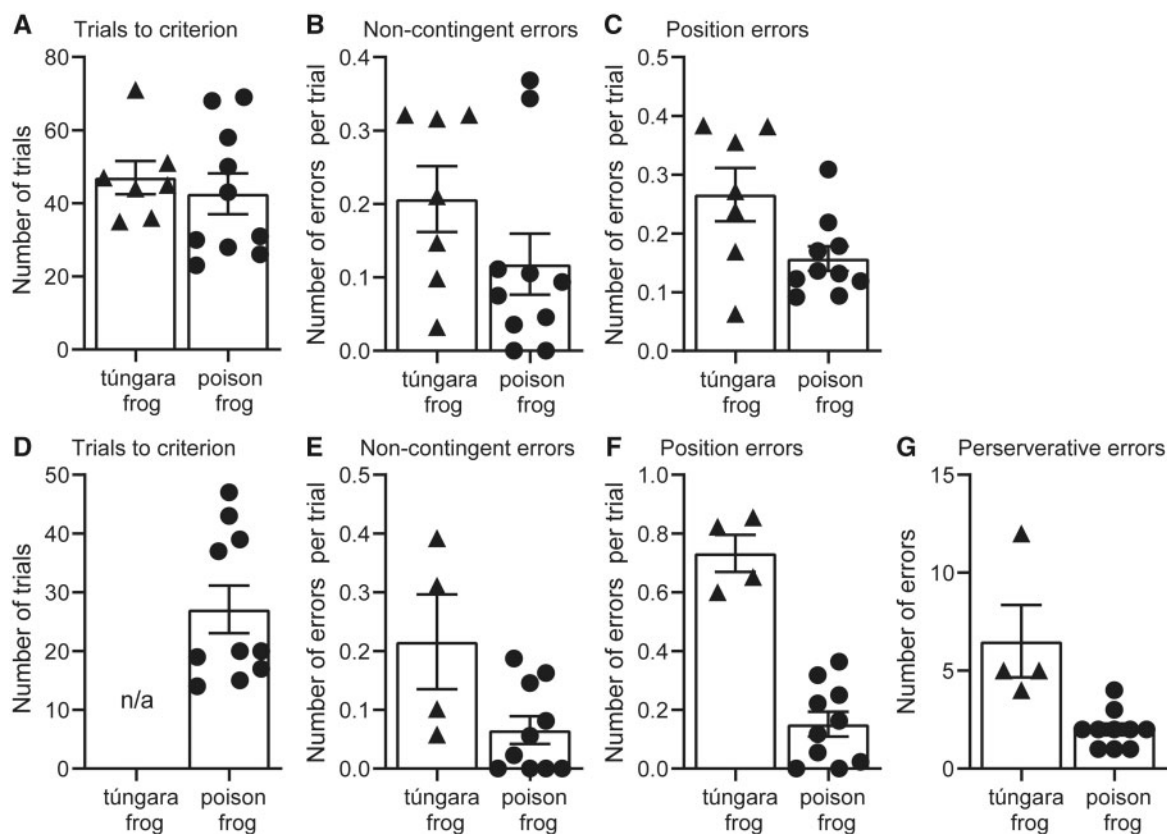 A Trials to criterion
Number of trials
80
60
40
20
0
túngara
frog
poison
frog
B Non-contingent errors
Number of errors per trial
0.4
0.3
0.2
0.1
0.0
túngara
frog
poison
frog
C Position errors
Number of errors per trial
0.5
0.4
0.3
0.2
0.1
0.0
túngara
frog
poison
frog
D Trials to criterion
Number of trials
50
40
30
20
10
0
n/a
túngara
frog
poison
frog
E Non-contingent errors
Number of errors per trial
0.5
0.4
0.3
0.2
0.1
0.0
túngara
frog
poison
frog
F Position errors
Number of errors per trial
1.0
0.8
0.6
0.4
0.2
0.0
túngara
frog
poison
frog
G Perserverative errors
Number of errors
15
10
5
0
túngara
frog
poison
frog